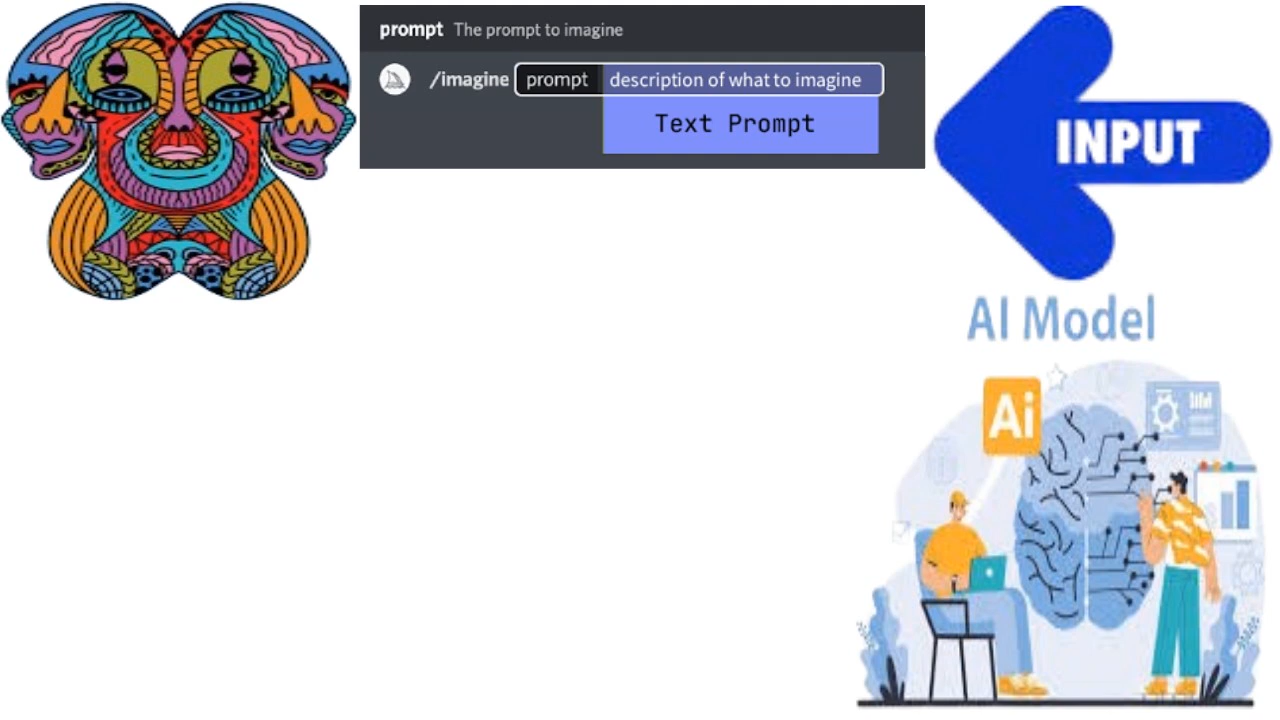 prompt The prompt to imagine
/imagine prompt description of what to imagine
Text Prompt
INPUT
AI Model
Ai